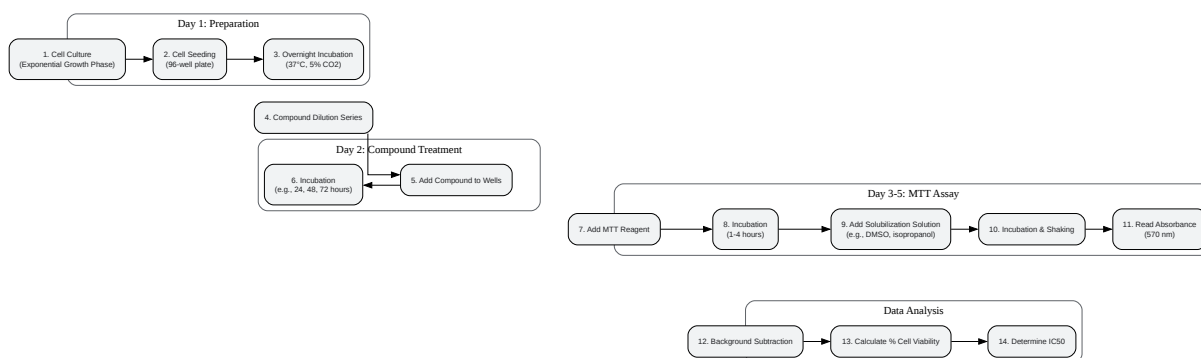 Day 1: Preparation
1. Cell Culture
(Exponential Growth Phase)
2. Cell Seeding
(96-well plate)
3. Overnight Incubation
(37°C, 5% CO2)
4. Compound Dilution Series
Day 2: Compound Treatment
6. Incubation
(e.g., 24, 48, 72 hours)
5. Add Compound to Wells
Day 3-5: MTT Assay
7. Add MTT Reagent
8. Incubation
(1-4 hours)
9. Add Solubilization Solution
(e.g., DMSO, isopropanol)
10. Incubation & Shaking
11. Read Absorbance
(570 nm)
Data Analysis
12. Background Subtraction
13. Calculate % Cell Viability
14. Determine IC50